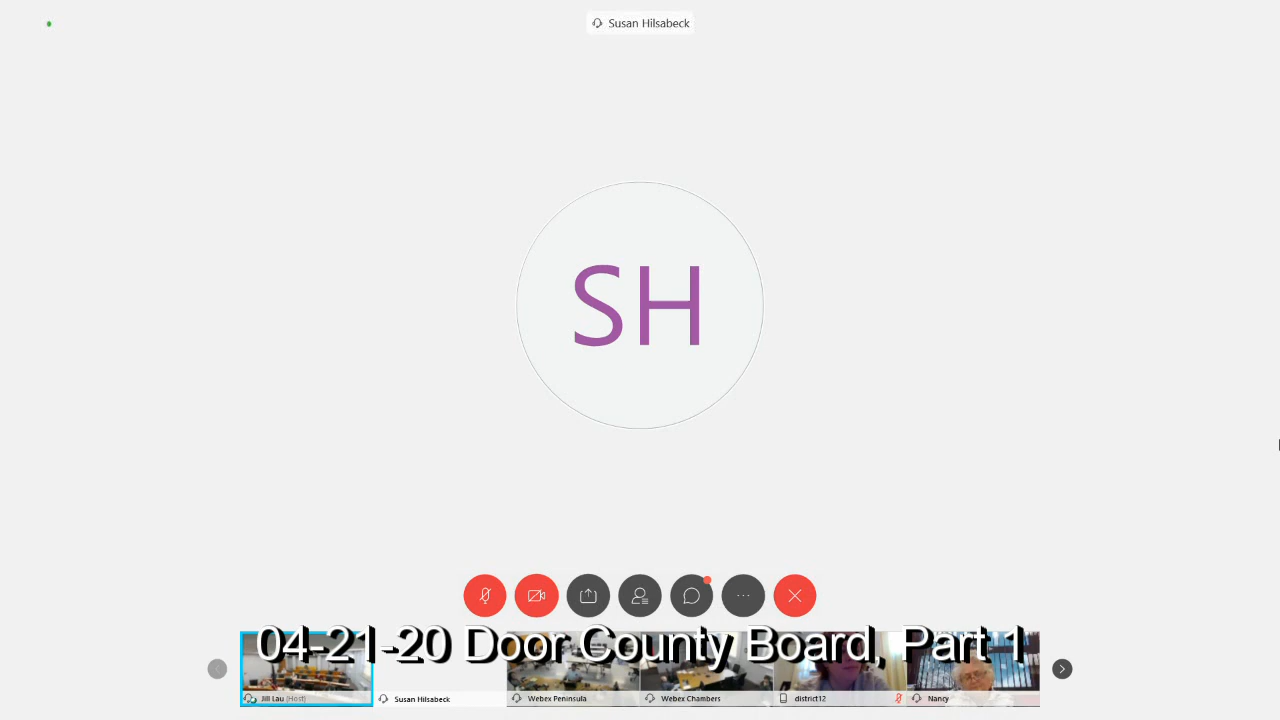 Susan Hilsabeck
SH
04-21-20 Door County Board, Part 1
Jill Lau (Host)
Susan Hilsabeck
Webex Peninsula
Webex Chambers
district12
Nancy